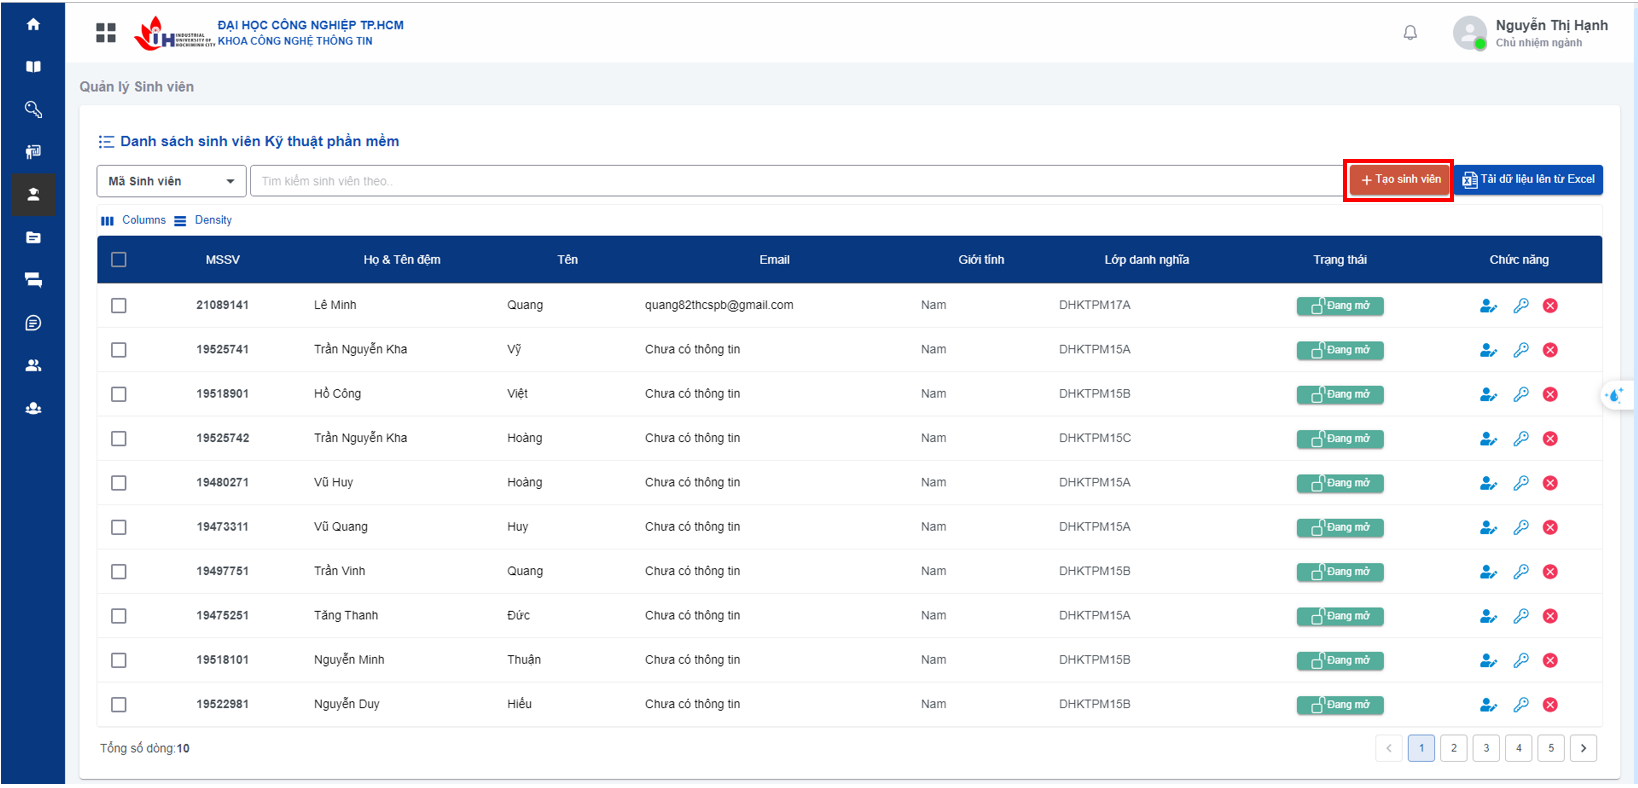 ĐẠI HỌC CÔNG NGHIỆP TP.HCM
KHOA CÔNG NGHỆ THÔNG TIN
IUH INDUSTRIAL UNIVERSITY OF HOCHIMINH CITY
Nguyễn Thị Hạnh
Chủ nhiệm ngành
Quản lý Sinh viên
Danh sách sinh viên Kỹ thuật phần mềm
Mã Sinh viên Tìm kiếm sinh viên theo.. + Tạo sinh viên Tải dữ liệu lên từ Excel
Columns Density
MSSV Họ & Tên đệm Tên Email Giới tính Lớp danh nghĩa Trạng thái Chức năng
21089141 Lê Minh Quang quang82thcspb@gmail.com Nam DHKTPM17A Đang mở
19525741 Trần Nguyễn Kha Vỹ Chưa có thông tin Nam DHKTPM15A Đang mở
19518901 Hồ Công Việt Chưa có thông tin Nam DHKTPM15B Đang mở
19525742 Trần Nguyễn Kha Hoàng Chưa có thông tin Nam DHKTPM15C Đang mở
19480271 Vũ Huy Hoàng Chưa có thông tin Nam DHKTPM15A Đang mở
19473311 Vũ Quang Huy Chưa có thông tin Nam DHKTPM15A Đang mở
19497751 Trần Vinh Quang Chưa có thông tin Nam DHKTPM15B Đang mở
19475251 Tăng Thanh Đức Chưa có thông tin Nam DHKTPM15A Đang mở
19518101 Nguyễn Minh Thuận Chưa có thông tin Nam DHKTPM15B Đang mở
19522981 Nguyễn Duy Hiếu Chưa có thông tin Nam DHKTPM15B Đang mở
Tổng số dòng:10 < 1 2 3 4 5 >